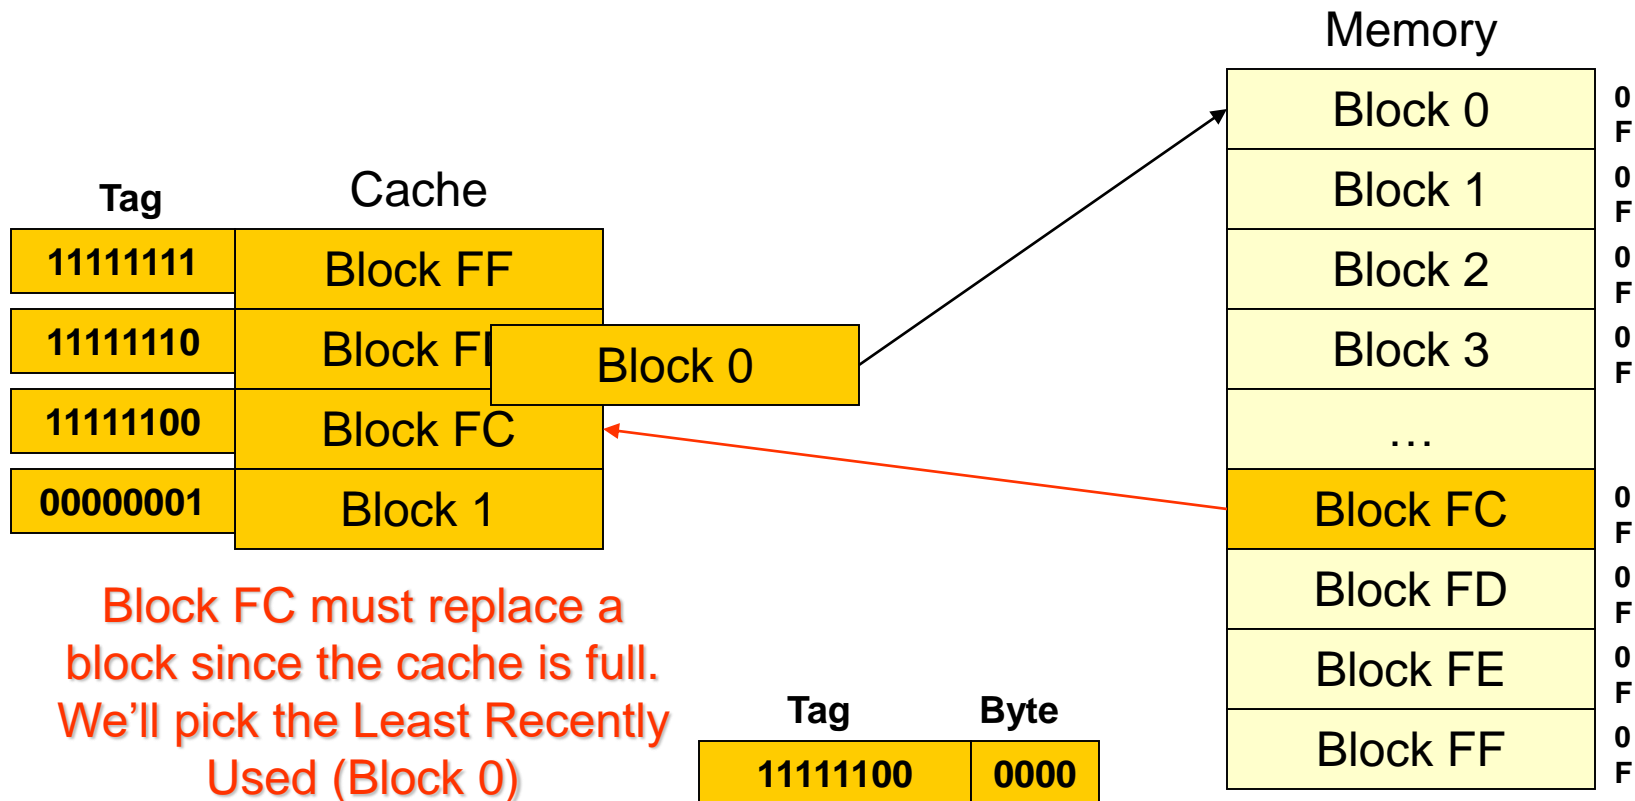 Memory
Block 0
0
F
Block 1
0
F
Block 2
0
F
Block 3
0
F
…
Block FC
0
F
Block FD
0
F
Block FE
0
F
Block FF
0
F
Tag
Cache
11111111
Block FF
11111110
Block
Block 0
11111100
Block FC
00000001
Block 1
Block FC must replace a
block since the cache is full.
We'll pick the Least Recently
Used (Block 0)
Tag
Byte
11111100
0000